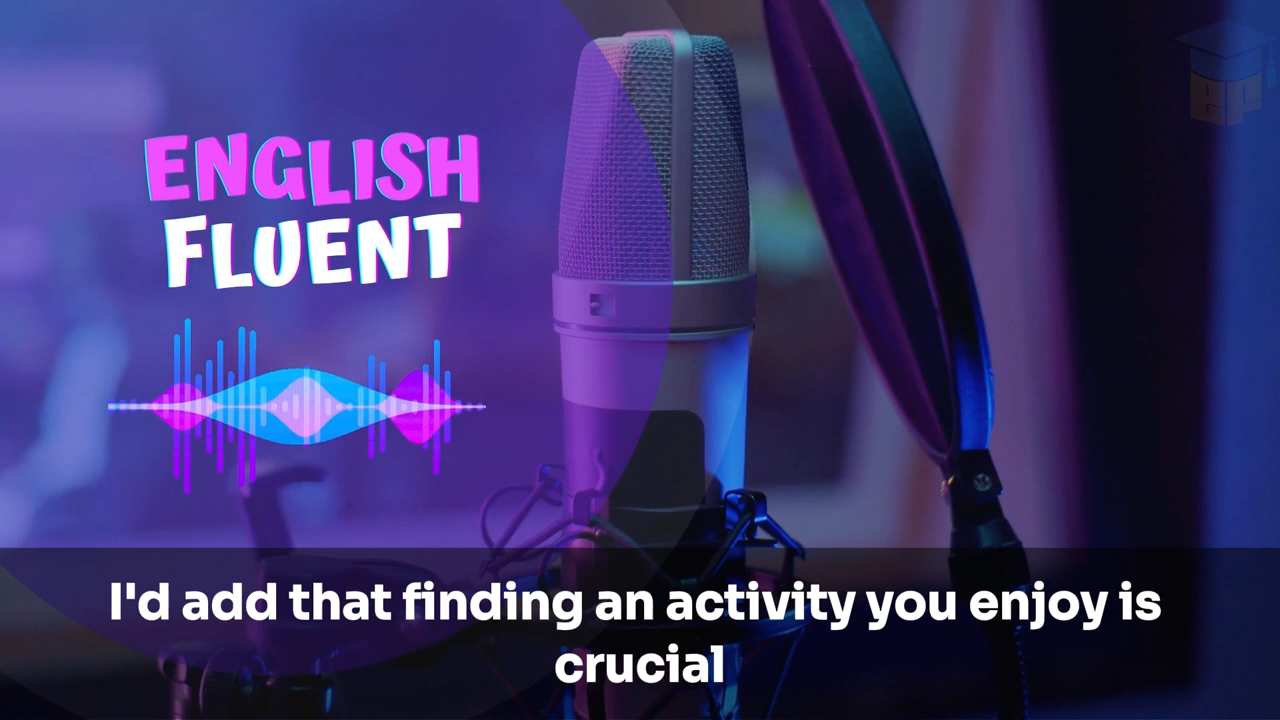 ENGLISH
FLUENT
I'd add that finding an activity you enjoy is
crucial